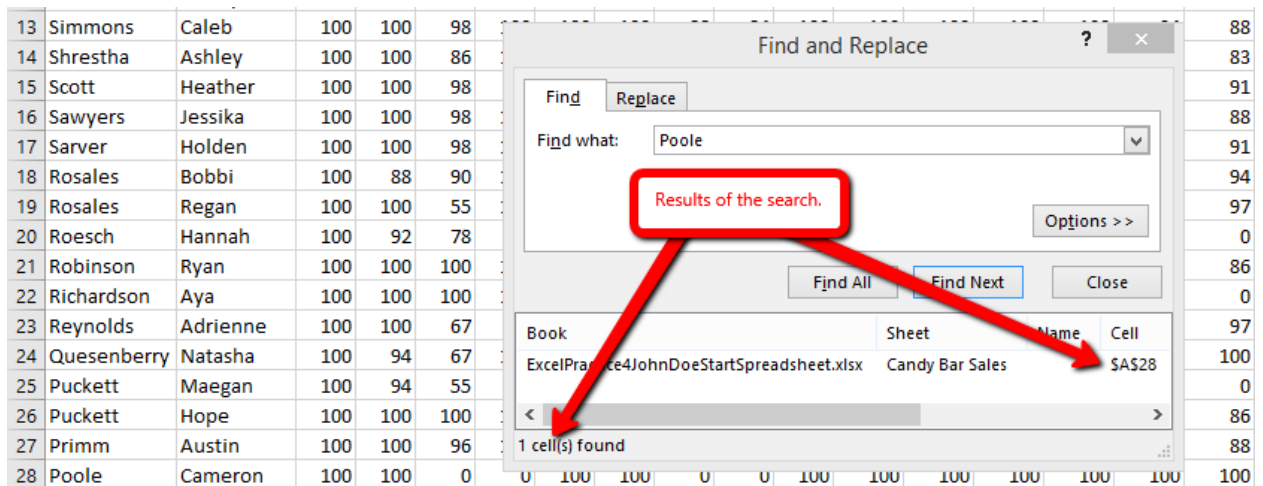 13 Simmons Caleb 100 100 98 88
Find and Replace ?
14 Shrestha Ashley 100 100 86 83
15 Scott Heather 100 100 98 91
Find Replace
16 Sawyers Jessika 100 100 98 88
17 Sarver Holden 100 100 98 91
Find what: Poole
18 Rosales Bobbi 100 88 90 94
19 Rosales Regan 100 100 55 97
Results of the search.
Options >>
20 Roesch Hannah 100 92 78 0
21 Robinson Ryan 100 100 100 86
22 Richardson Aya 100 100 100 0
Find All Find Next Close
23 Reynolds Adrienne 100 100 67 97
Book Sheet Name Cell
24 Quesenberry Natasha 100 94 67 100
ExcelPractice4JohnDoeStartSpreadsheet.xlsx Candy Bar Sales $A$28
25 Puckett Maegan 100 94 55 0
26 Puckett Hope 100 100 100 86
27 Primm Austin 100 100 96 88
1 cell(s) found
28 Poole Cameron 100 100 0 0 100 100 0 0 100 100 100 100 100 100 100